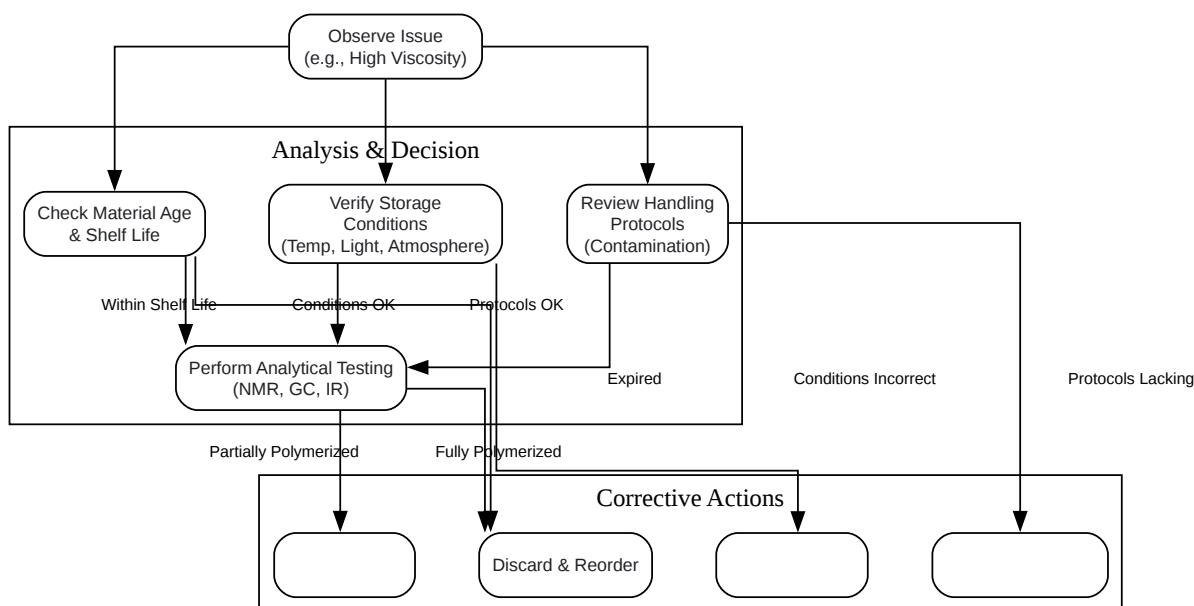 Observe Issue
(e.g., High Viscosity)
Analysis & Decision
Check Material Age
& Shelf Life
Verify Storage
Conditions
(Temp, Light, Atmosphere)
Review Handling
Protocols
(Contamination)
Within Shelf Life
Conditions OK
Protocols OK
Perform Analytical Testing
(NMR, GC, IR)
Expired
Conditions Incorrect
Protocols Lacking
Partially Polymerized
Fully Polymerized
Corrective Actions
Discard & Reorder